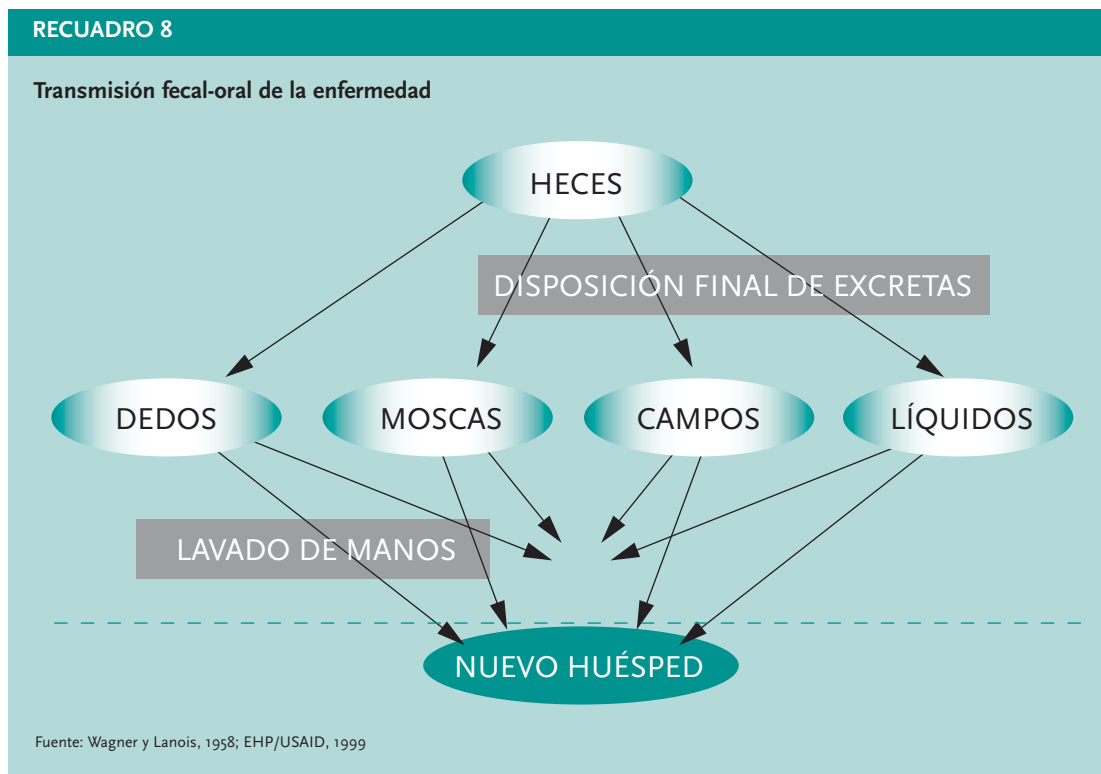 RECUADRO 8
Transmisión fecal-oral de la enfermedad
HECES
DISPOSICIÓN FINAL DE EXCRETAS
DEDOS
MOSCAS
CAMPOS
LÍQUIDOS
LAVADO DE MANOS
NUEVO HUÉSPED
Fuente: Wagner y Lanois, 1958; EHP/USAID, 1999